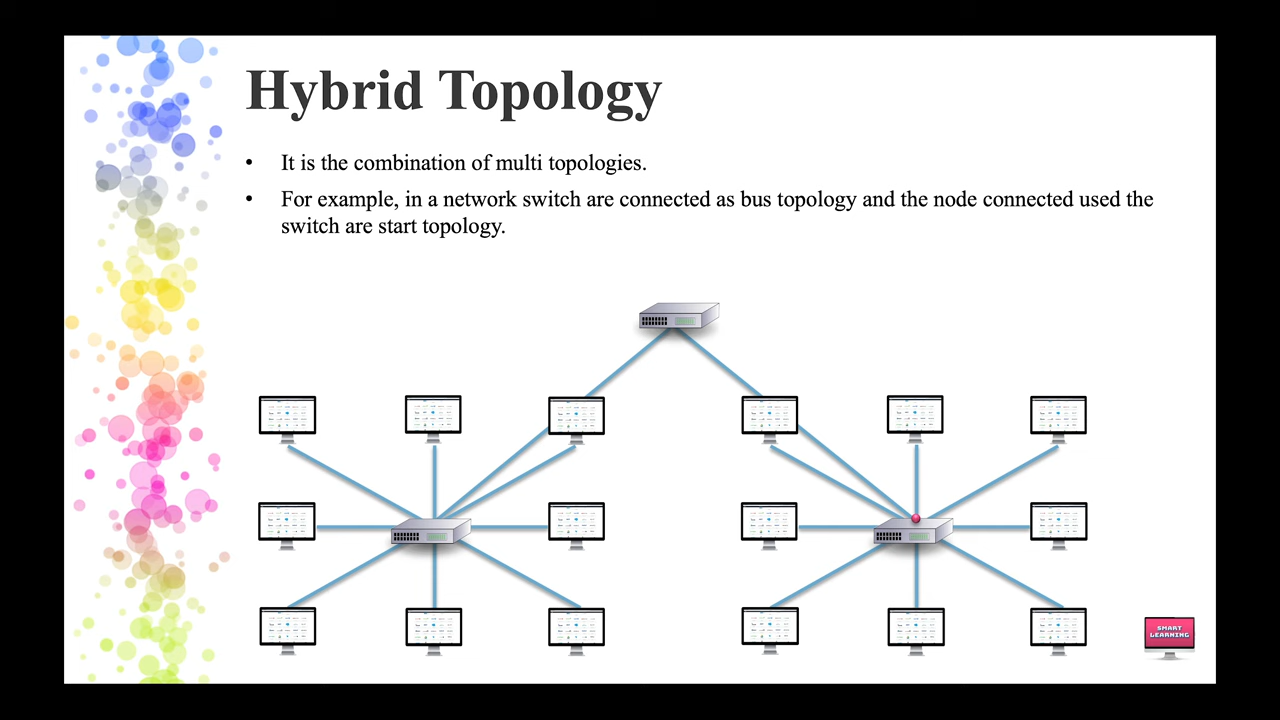 Hybrid Topology
• It is the combination of multi topologies.
• For example, in a network switch are connected as bus topology and the node connected used the
switch are start topology.
SMART
LEARNING